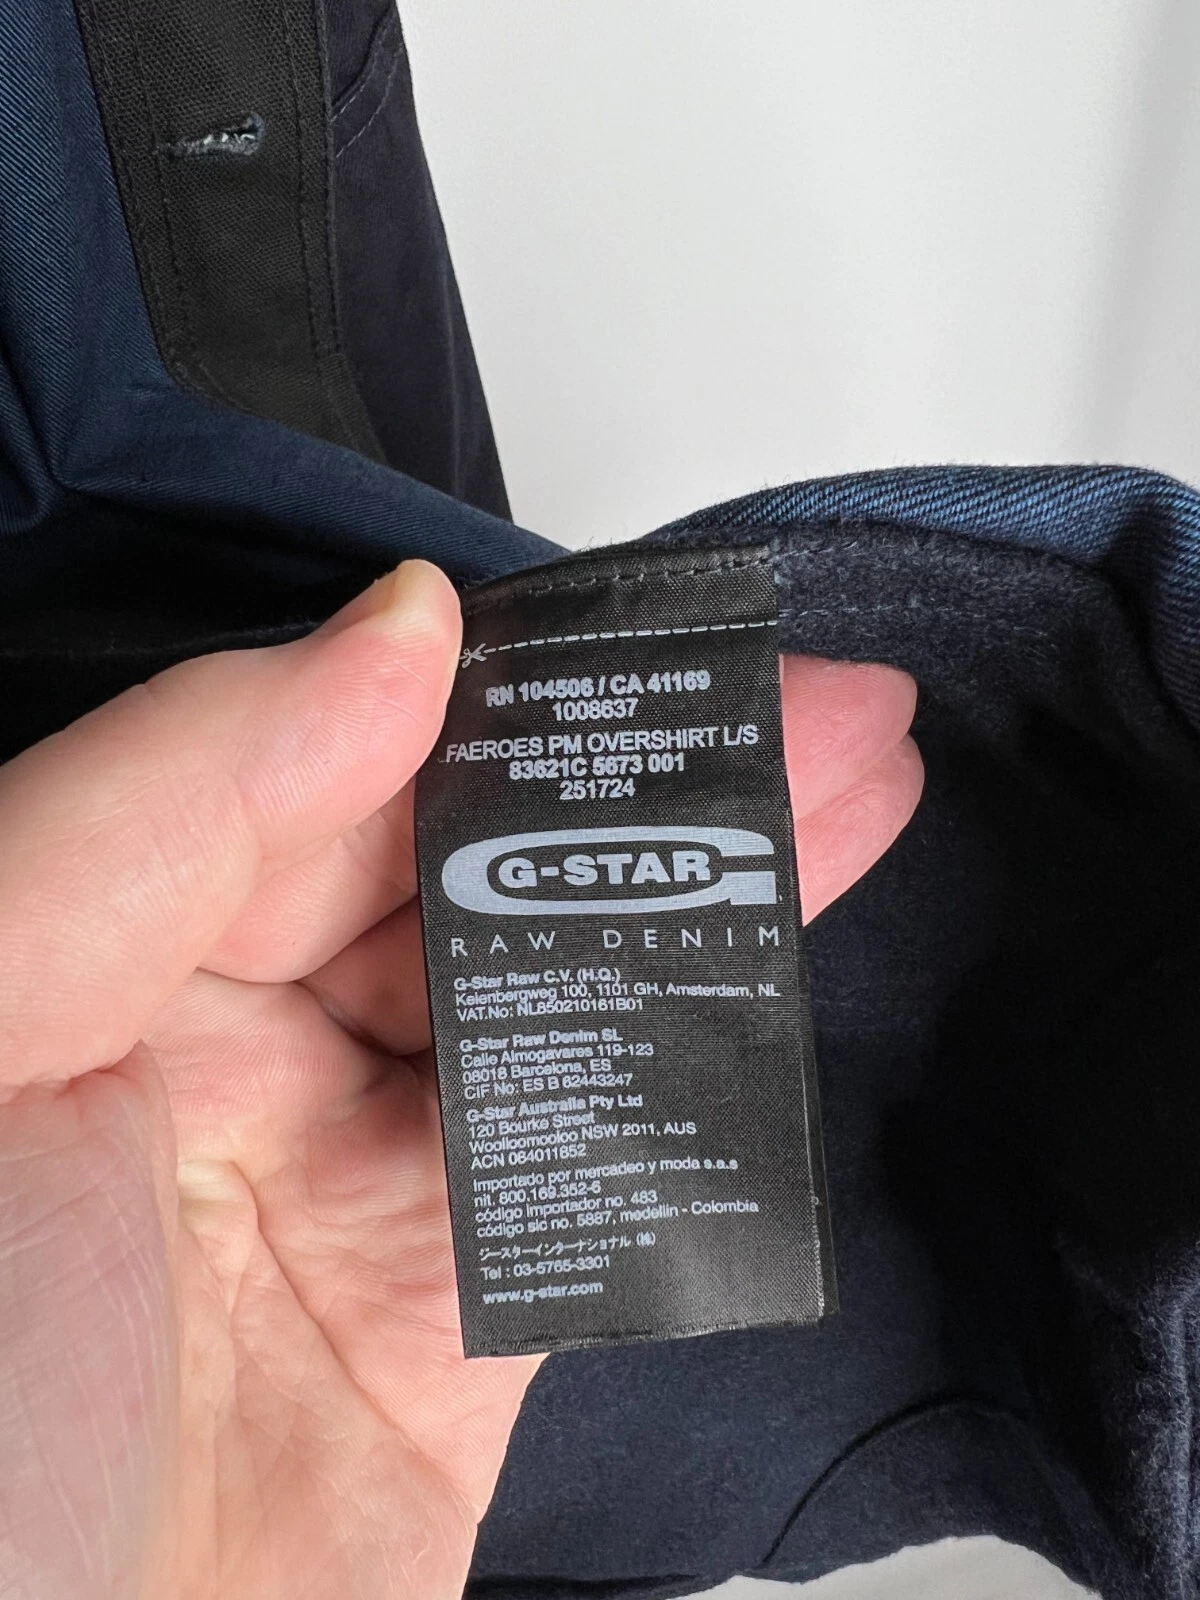 RN 104506 / CA 41169
1008637
FAEROES PM OVERSHIRT L/S
83621C 5673 001
251724
G-STAR
RAW DENIM
G-Star Raw C.V. (H.Q.)
Keienbergweg 100, 1101 GH, Amsterdam, NL
VAT.No: NL850210161B01
G-Star Raw Denim SL
Calle Almogavares 119-123
08018 Barcelona, ES
CIF No: ES B 62443247
G-Star Australia Pty Ltd
120 Bourke Street
Woolloomooloo NSW 2011, AUS
ACN 064011652
Importado por mercadeo y moda s.a.s
nit. 800.169.352-6
código importador no. 483
código sic no. 5887, medellin - Colombia
ジースターインターナショナル (株)
Tel : 03-5765-3301
www.g-star.com